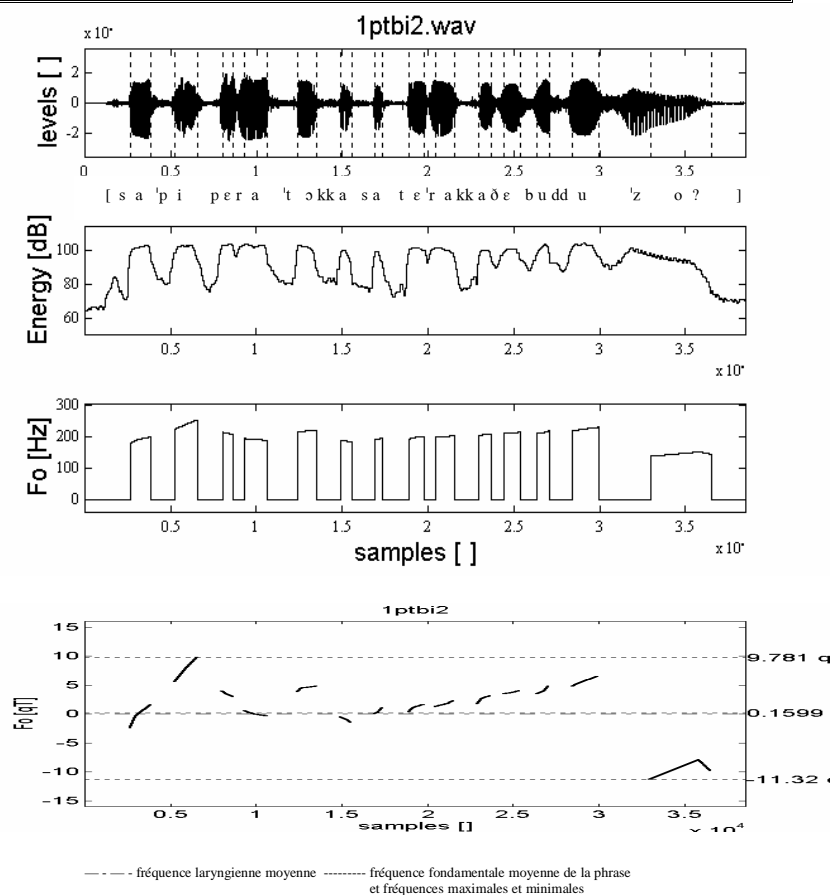 1ptbi2.wav
x 10⁴
levels [ ]
2
0
-2
0 0.5 1 1.5 2 2.5 3 3.5
[ s a ˈp i p ɛ r a ˈt ɔ kk a s a t ɛ ˈr a kk a ð ɛ b u dd u ˈz o ? ]
Energy [dB]
100
80
60
0.5 1 1.5 2 2.5 3 3.5
x 10⁴
Fo [Hz]
300
200
100
0
0.5 1 1.5 2 2.5 3 3.5
samples [ ]
x 10⁴
1ptbi2
Fo [qT]
15
10
5
0
-5
-10
-15
9.781 q
0.1599
-11.32
0.5 1 1.5 2 2.5 3 3.5
samples []
x 10⁴
fréquence laryngienne moyenne fréquence fondamentale moyenne de la phrase
et fréquences maximales et minimales